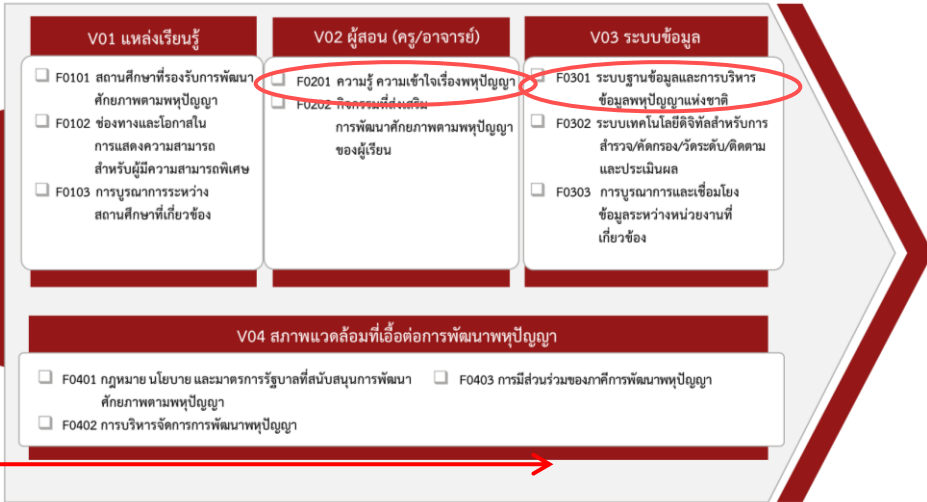 V01 แหล่งเรียนรู้
F0101 สถานศึกษาที่รองรับการพัฒนา
ศักยภาพตามพหุปัญญา
F0102 ช่องทางและโอกาสใน
การแสดงความสามารถ
สำหรับผู้มีความสามารถพิเศษ
F0103 การบูรณาการระหว่าง
สถานศึกษาที่เกี่ยวข้อง
V02 ผู้สอน (ครู/อาจารย์)
F0201 ความรู้ ความเข้าใจเรื่องพหุปัญญา
F0202 กิจกรรมที่ส่งเสริม
การพัฒนาศักยภาพตามพหุปัญญา
ของผู้เรียน
V03 ระบบข้อมูล
F0301 ระบบฐานข้อมูลและการบริหาร
ข้อมูลพหุปัญญาแห่งชาติ
F0302 ระบบเทคโนโลยีดิจิทัลสำหรับการ
สำรวจ/คัดกรอง/วัดระดับ/ติดตาม
และประเมินผล
F0303 การบูรณาการและเชื่อมโยง
ข้อมูลระหว่างหน่วยงานที่
เกี่ยวข้อง
V04 สภาพแวดล้อมที่เอื้อต่อการพัฒนาพหุปัญญา
F0401 กฎหมาย นโยบาย และมาตรการรัฐบาลที่สนับสนุนการพัฒนา
ศักยภาพตามพหุปัญญา
F0402 การบริหารจัดการการพัฒนาพหุปัญญา
F0403 การมีส่วนร่วมของภาคีการพัฒนาพหุปัญญา